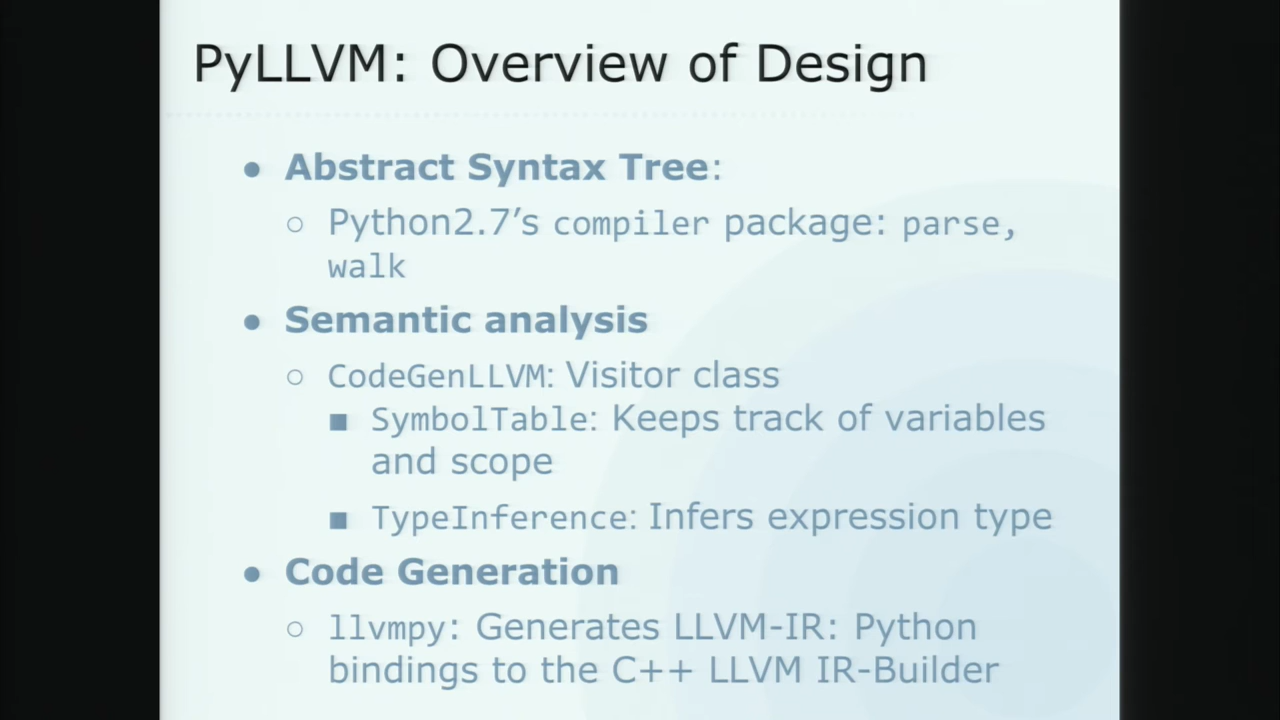 PyLLVM: Overview of Design
● Abstract Syntax Tree:
○ Python2.7’s compiler package: parse,
walk
● Semantic analysis
○ CodeGenLLVM: Visitor class
■ SymbolTable: Keeps track of variables
and scope
■ TypeInference: Infers expression type
● Code Generation
○ llvmpy: Generates LLVM-IR: Python
bindings to the C++ LLVM IR-Builder